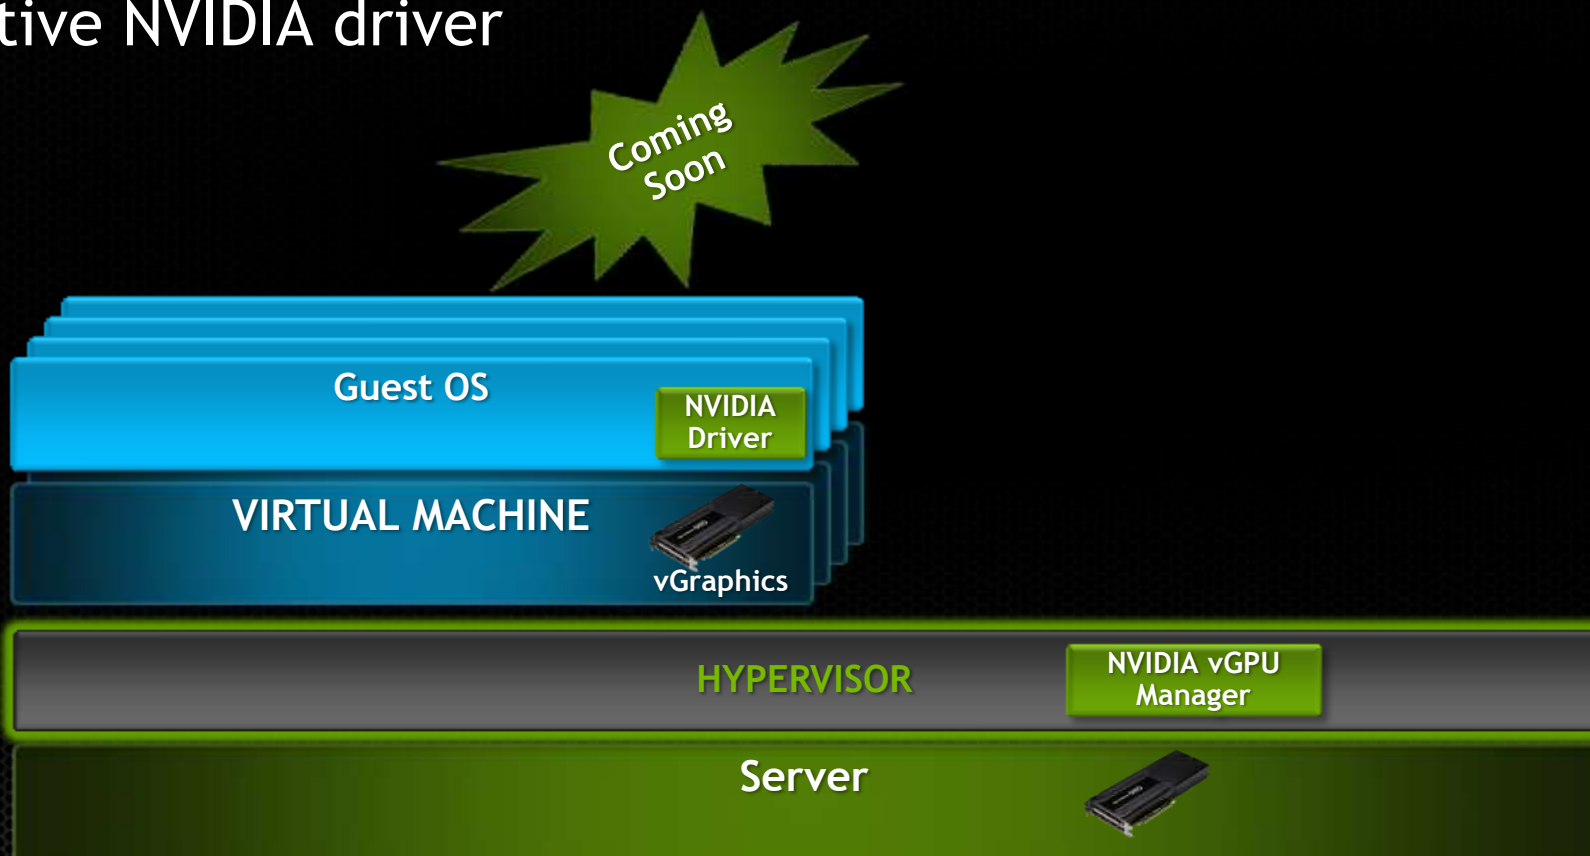 tive NVIDIA driver
Coming
Soon
Guest OS
NVIDIA
Driver
VIRTUAL MACHINE
vGraphics
HYPERVISOR
NVIDIA vGPU
Manager
Server